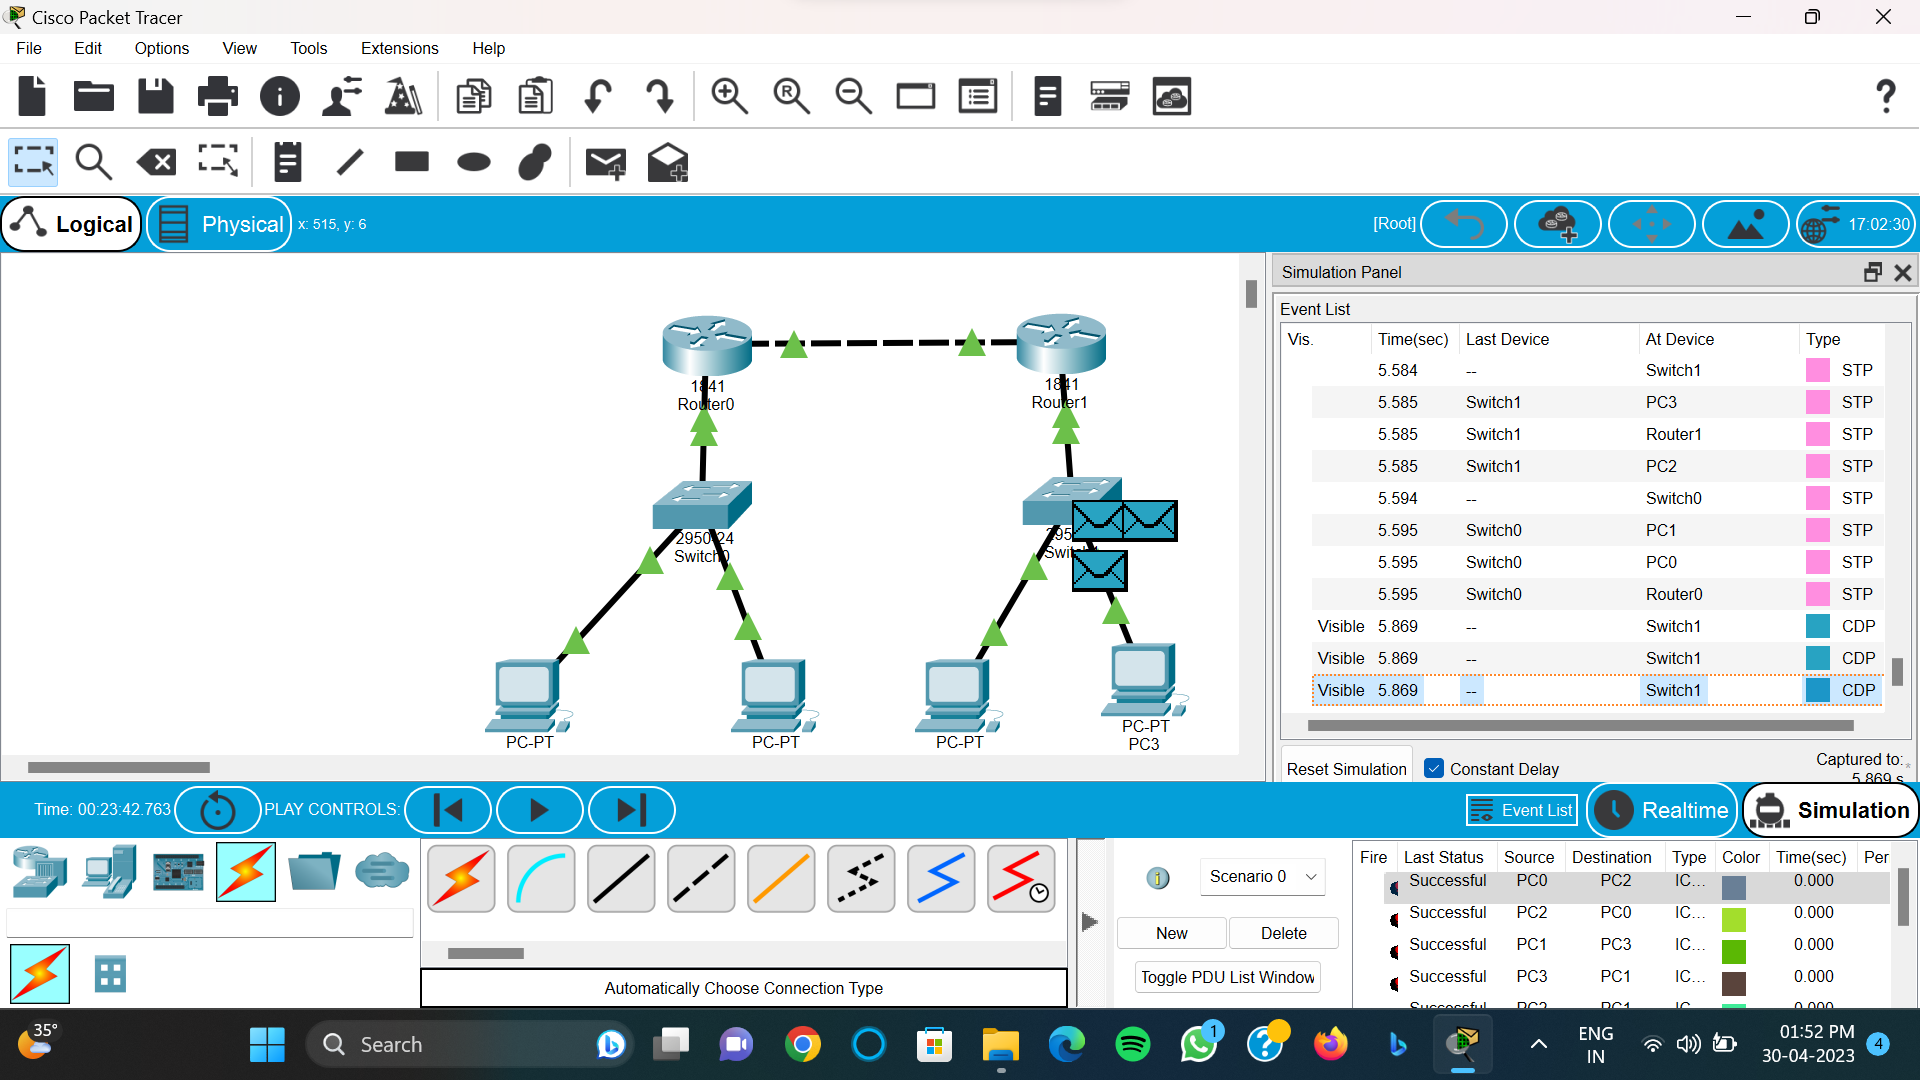 Cisco Packet Tracer
File Edit Options View Tools Extensions Help
Logical Physical x: 515, y: 6 [Root] 17:02:30
Simulation Panel
Event List
Vis. Time(sec) Last Device At Device Type
5.584 -- Switch1 STP
5.585 Switch1 PC3 STP
5.585 Switch1 Router1 STP
5.585 Switch1 PC2 STP
5.594 -- Switch0 STP
5.595 Switch0 PC1 STP
5.595 Switch0 PC0 STP
5.595 Switch0 Router0 STP
Visible 5.869 -- Switch1 CDP
Visible 5.869 -- Switch1 CDP
Visible 5.869 -- Switch1 CDP
Reset Simulation Constant Delay Captured to:
5.869 s
1841
Router0
1841
Router1
2950-24
Switch0
PC-PT
PC-PT
PC-PT
PC-PT
PC3
Time: 00:23:42.763 PLAY CONTROLS: Event List Realtime Simulation
Scenario 0
New Delete
Toggle PDU List Window
Automatically Choose Connection Type
Fire Last Status Source Destination Type Color Time(sec) Per
Successful PC0 PC2 IC... 0.000
Successful PC2 PC0 IC... 0.000
Successful PC1 PC3 IC... 0.000
Successful PC3 PC1 IC... 0.000
Successful PC2 PC1 IC... 0.000
35° Search 1 ENG 01:52 PM
IN 30-04-2023 4